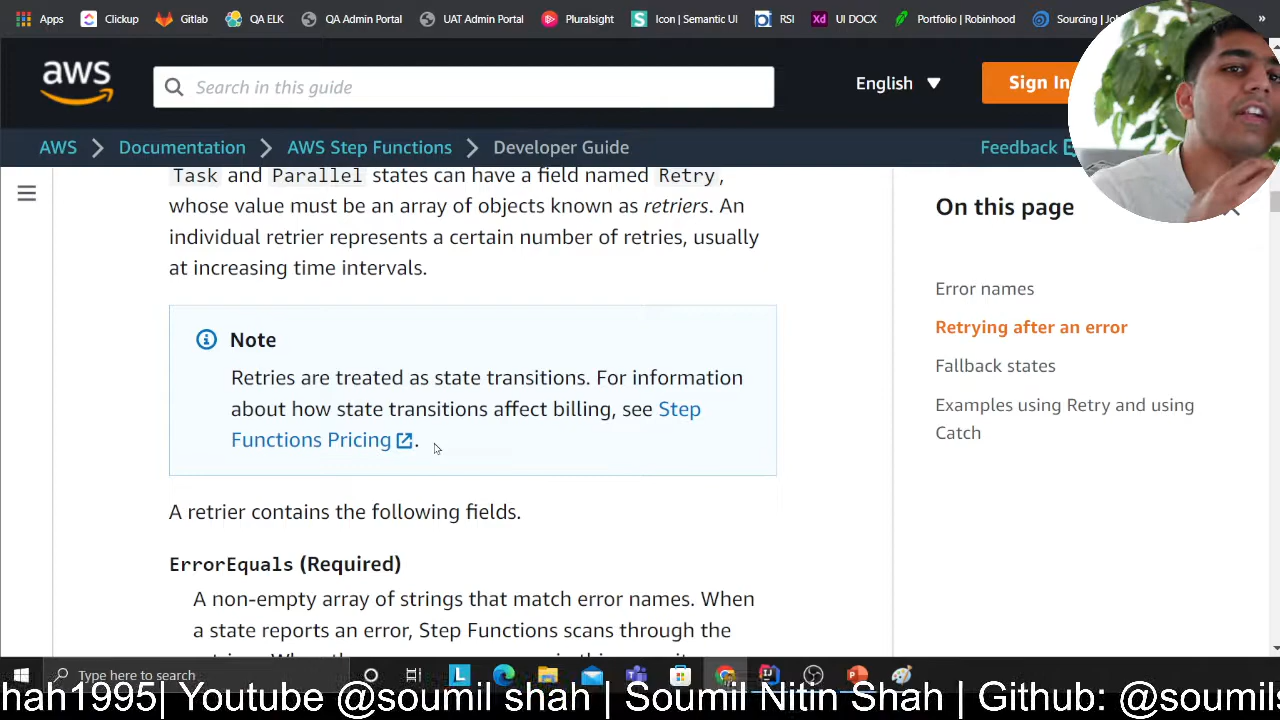 Apps Clickup Gitlab QA ELK QA Admin Portal UAT Admin Portal Pluralsight Icon | Semantic UI RSI Xd UI DOCX Portfolio | Robinhood Sourcing | Jo »
aws Search in this guide English Sign In
AWS Documentation AWS Step Functions Developer Guide Feedback
Task and Parallel states can have a field named Retry,
whose value must be an array of objects known as retriers. An
individual retrier represents a certain number of retries, usually
at increasing time intervals.
Note
Retries are treated as state transitions. For information
about how state transitions affect billing, see Step
Functions Pricing.
A retrier contains the following fields.
ErrorEquals (Required)
A non-empty array of strings that match error names. When
a state reports an error, Step Functions scans through the
On this page
Error names
Retrying after an error
Fallback states
Examples using Retry and using
Catch
Type here to search
hah1995| Youtube @soumil shah | Soumil Nitin Shah | Github: @soumils